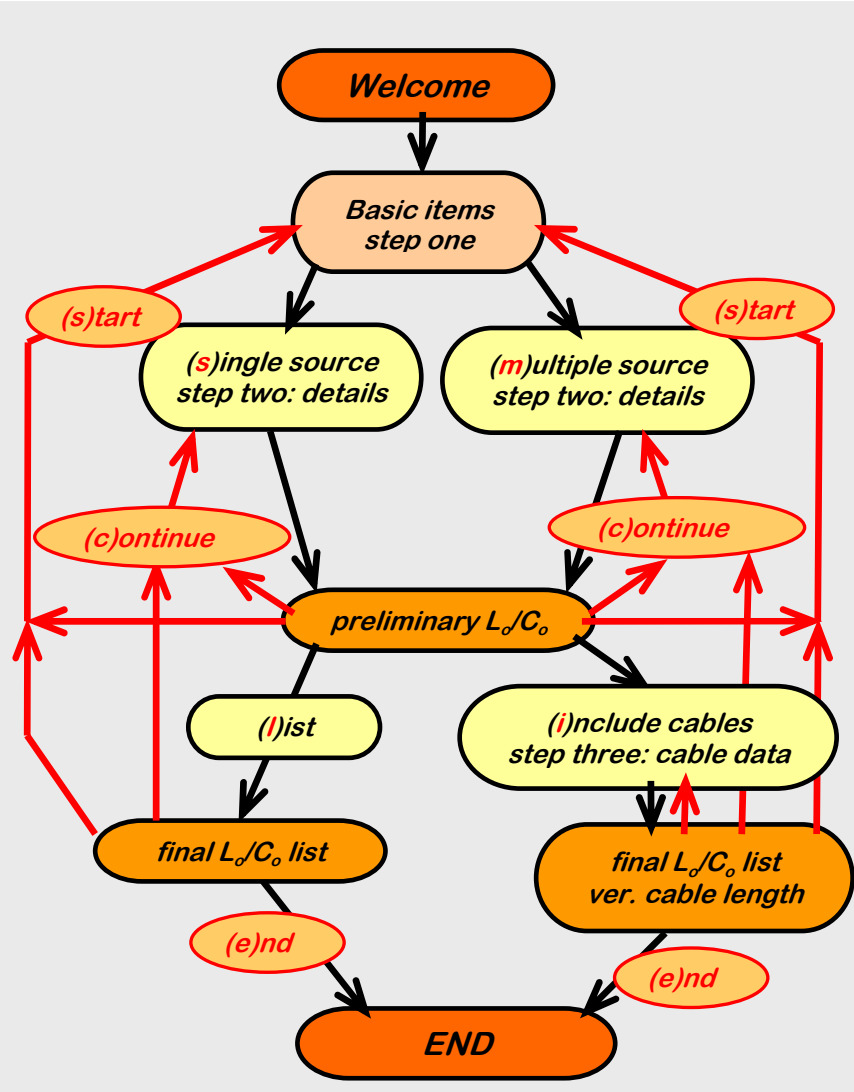 Welcome
Basic items
step one
(s)tart
(s)tart
(s)ingle source
step two: details
(m)ultiple source
step two: details
(c)ontinue
(c)ontinue
preliminary Lₒ/Cₒ
(l)ist
(i)nclude cables
step three: cable data
final Lₒ/Cₒ list
final Lₒ/Cₒ list
ver. cable length
(e)nd
(e)nd
END